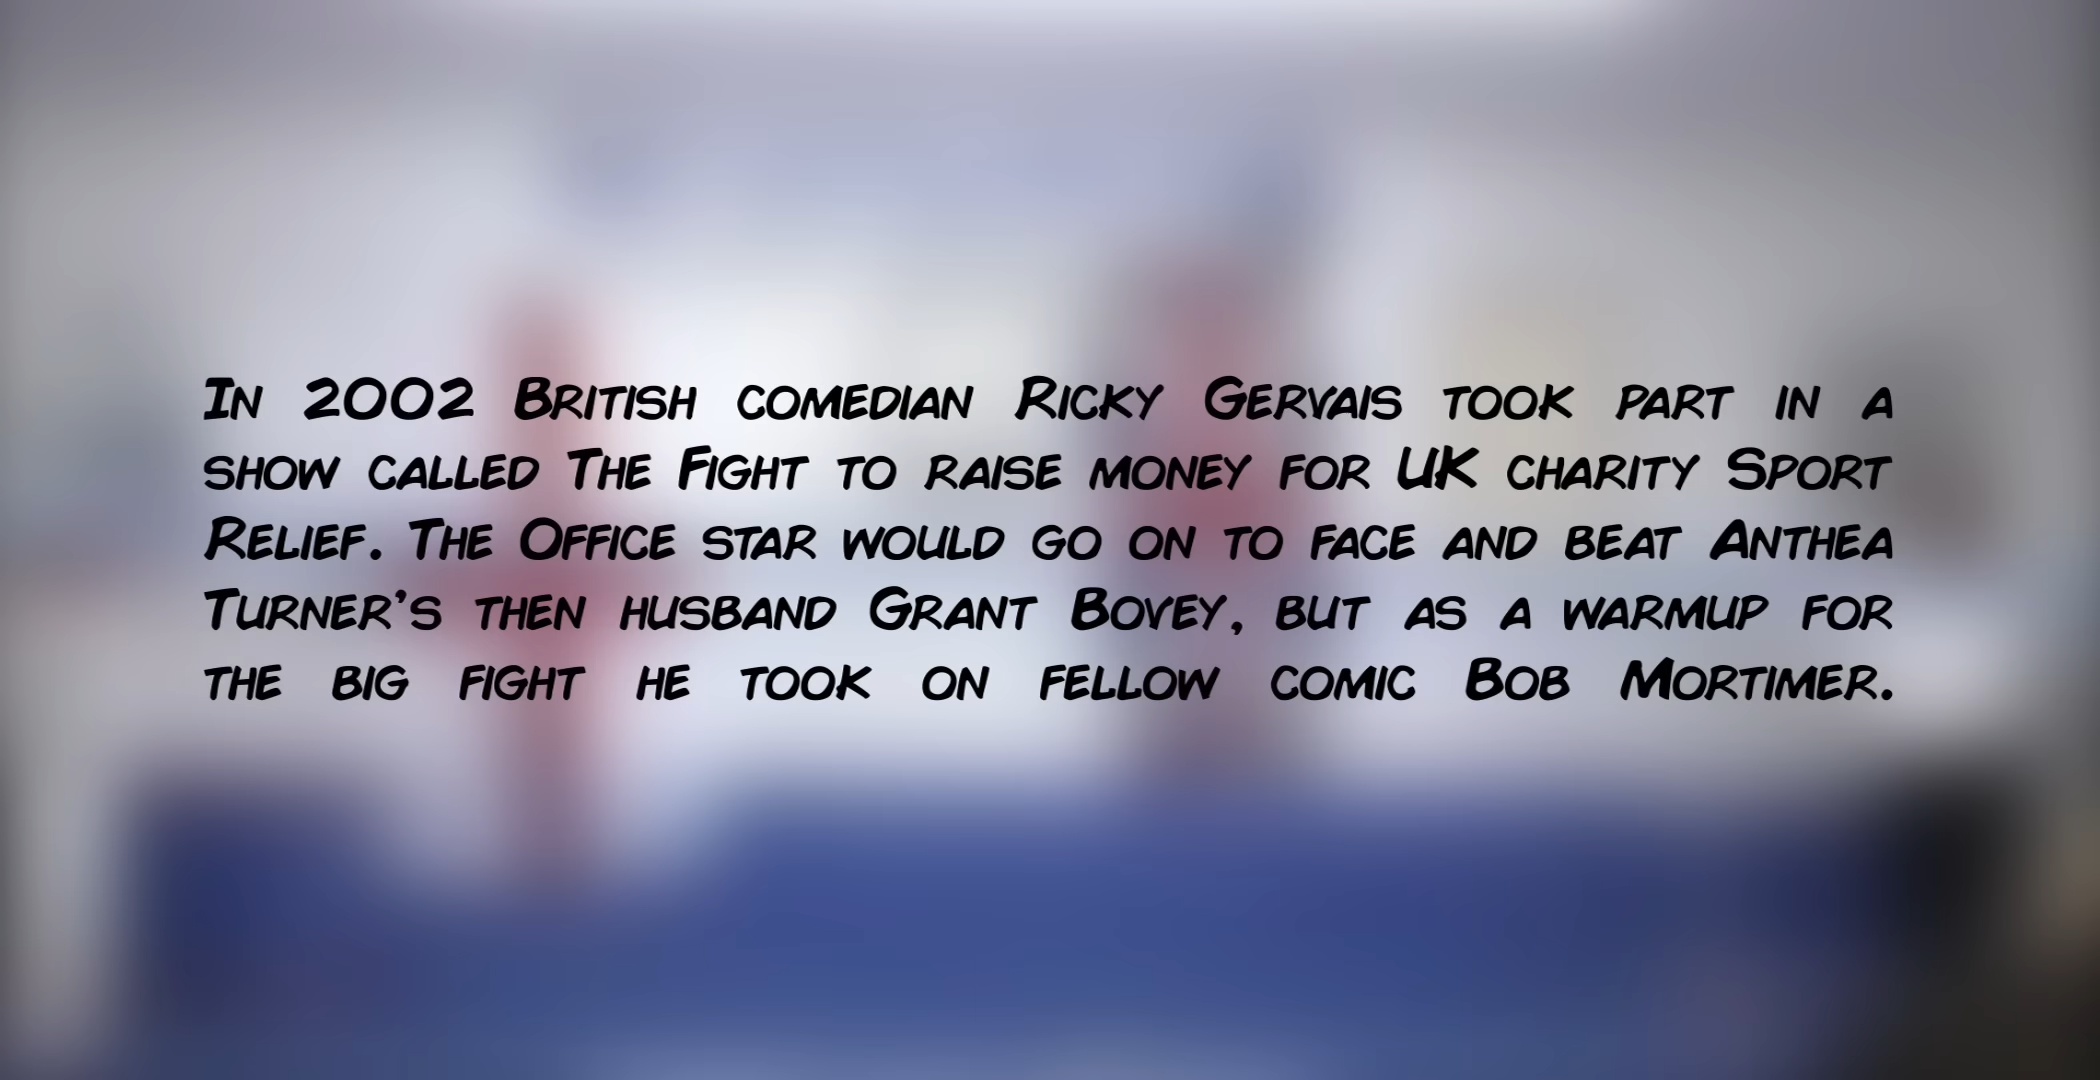 In 2002 British comedian Ricky Gervais took part in a
show called The Fight to raise money for UK charity Sport
Relief. The Office star would go on to face and beat Anthea
Turner's then husband Grant Bovey, but as a warmup for
the big fight he took on fellow comic Bob Mortimer.